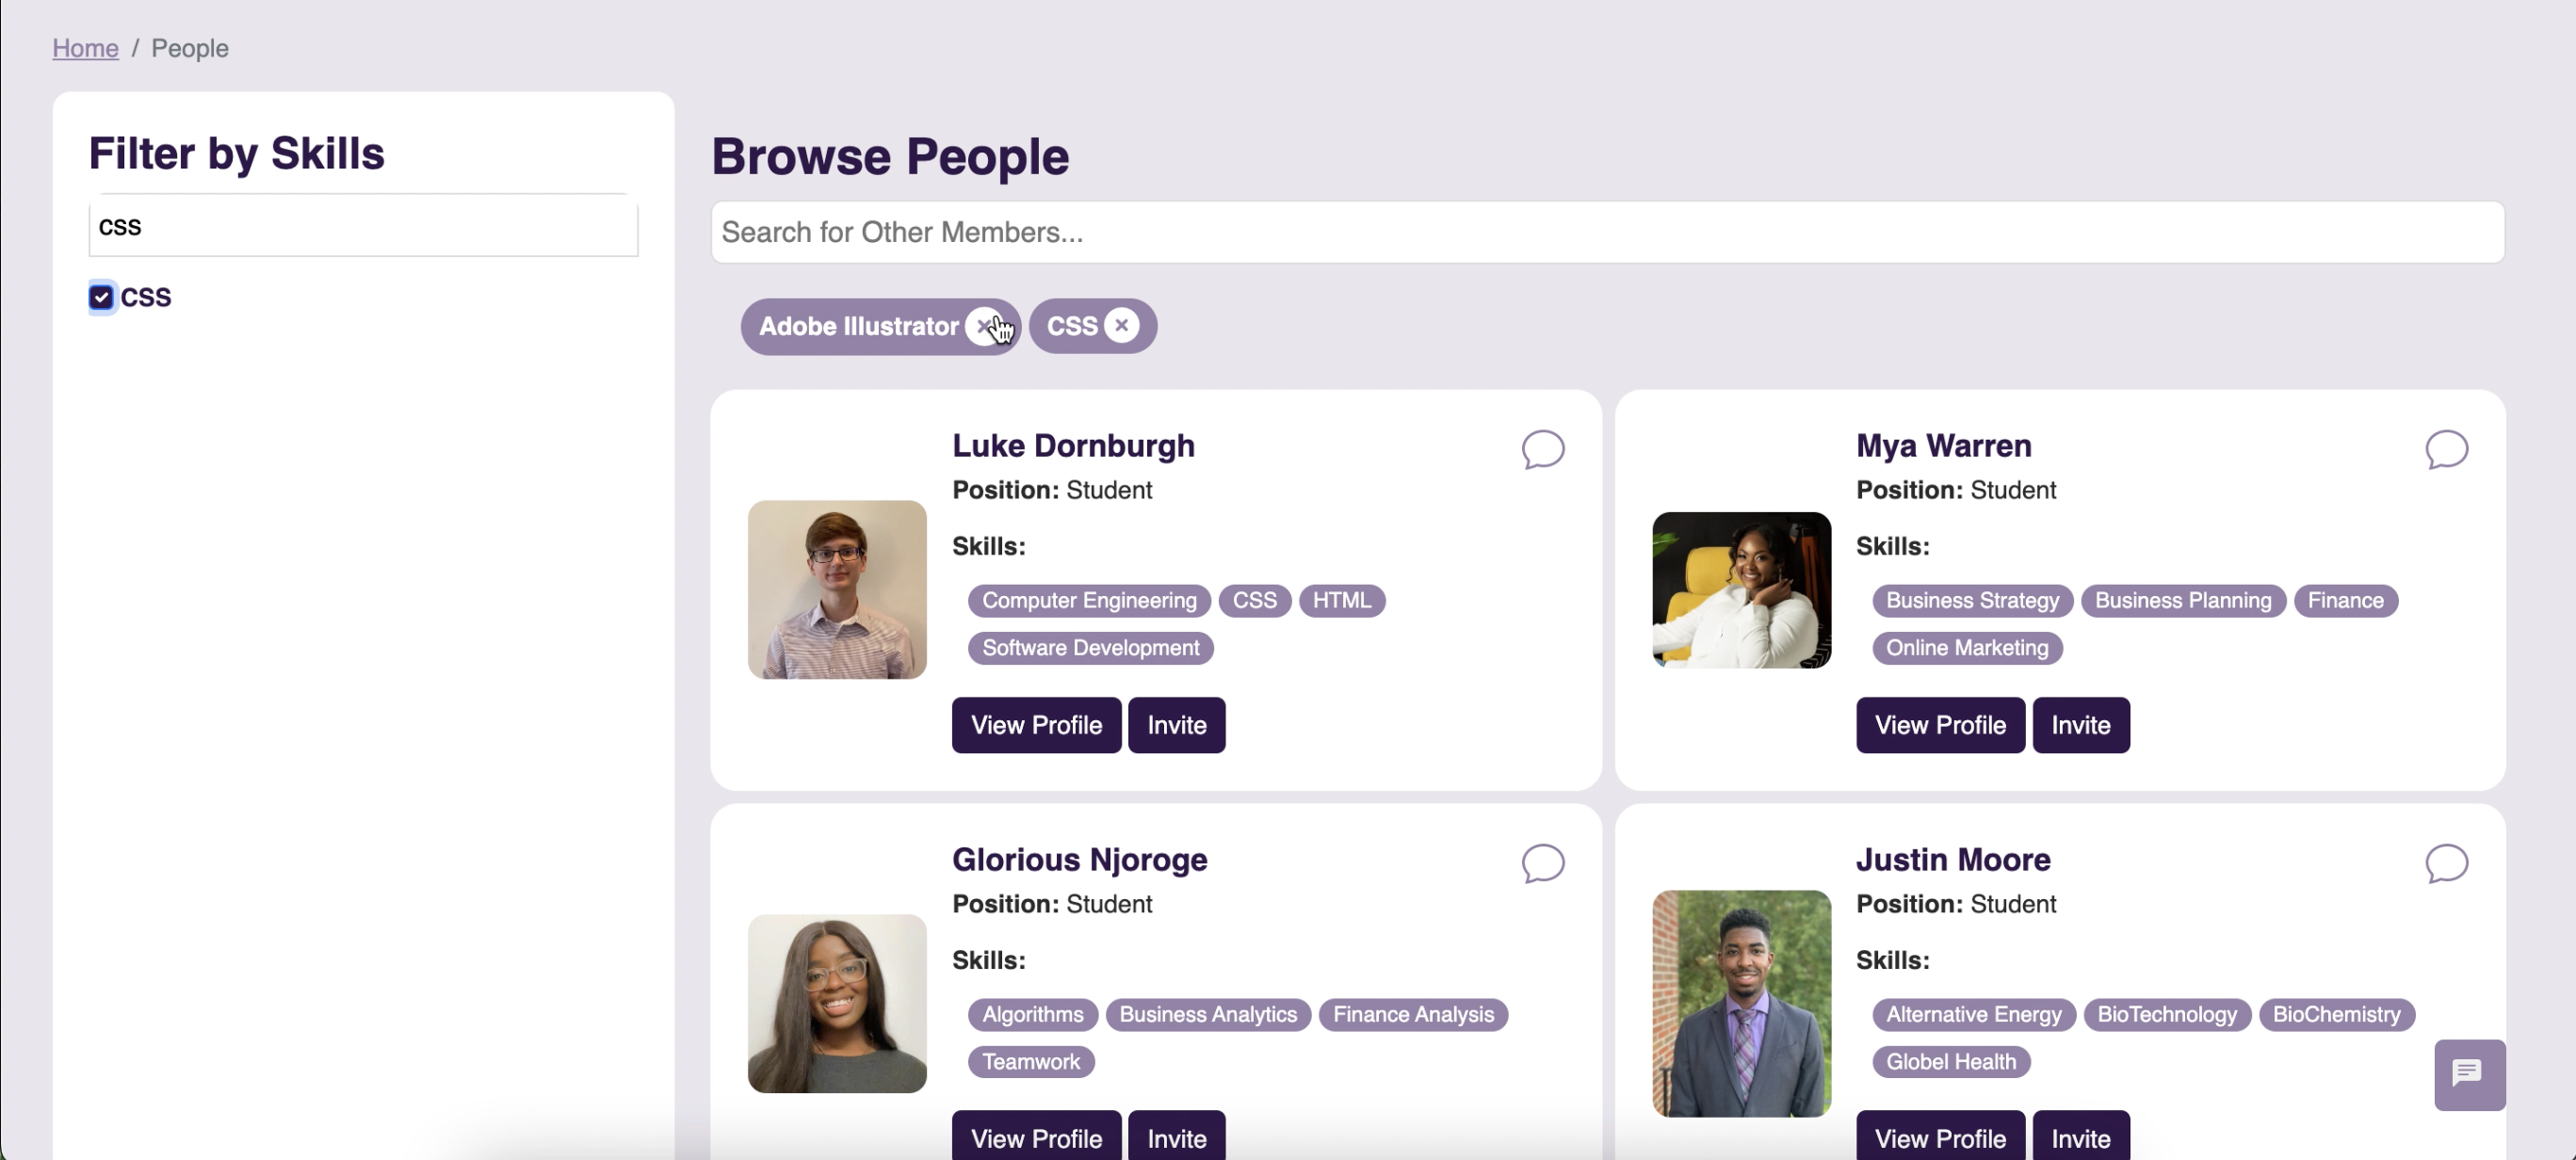 Home / People
Filter by Skills
css
CSS
Browse People
Search for Other Members...
Adobe Illustrator CSS
Luke Dornburgh
Position: Student
Skills:
Computer Engineering CSS HTML
Software Development
View Profile Invite
Mya Warren
Position: Student
Skills:
Business Strategy Business Planning Finance
Online Marketing
View Profile Invite
Glorious Njoroge
Position: Student
Skills:
Algorithms Business Analytics Finance Analysis
Teamwork
View Profile Invite
Justin Moore
Position: Student
Skills:
Alternative Energy BioTechnology BioChemistry
Globel Health
View Profile Invite